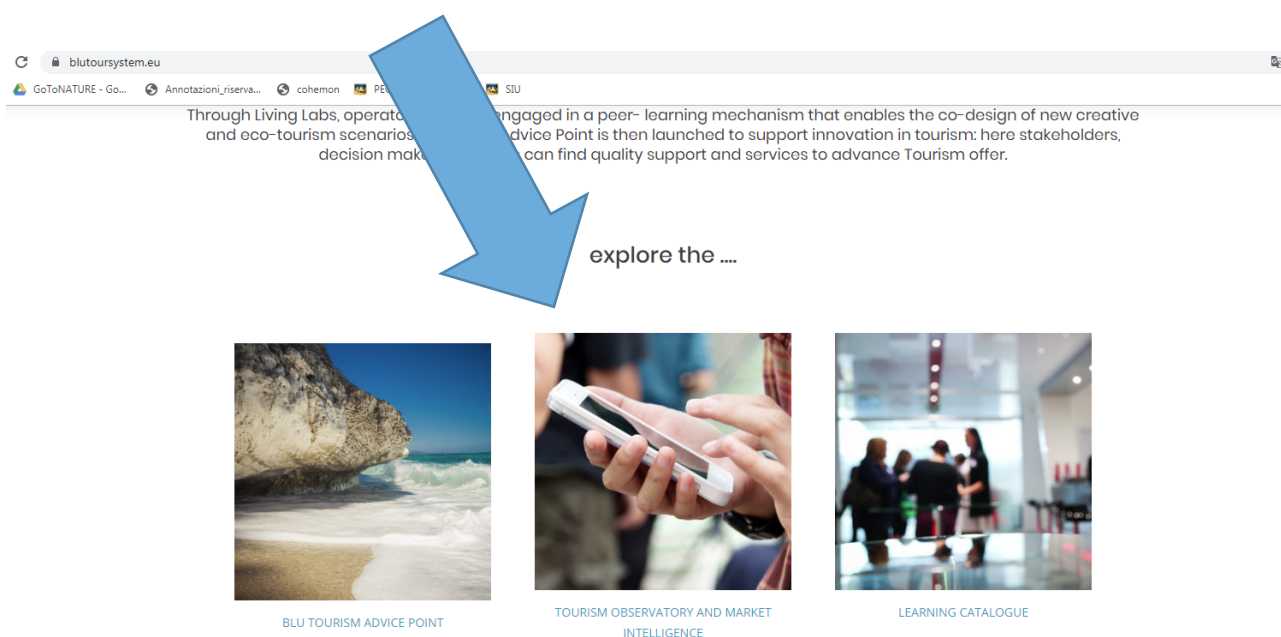 blutoursystem.eu
GoToNATURE - Go... Annotazioni_riserva... cohemon SIU
Through Living Labs, ngaged in a peer- learning mechanism that enables the co-design of new creative
and eco-tourism scenarios dvice Point is then launched to support innovation in tourism: here stakeholders,
decision can find quality support and services to advance Tourism offer.
explore the ....
BLU TOURISM ADVICE POINT
TOURISM OBSERVATORY AND MARKET
INTELLIGENCE
LEARNING CATALOGUE